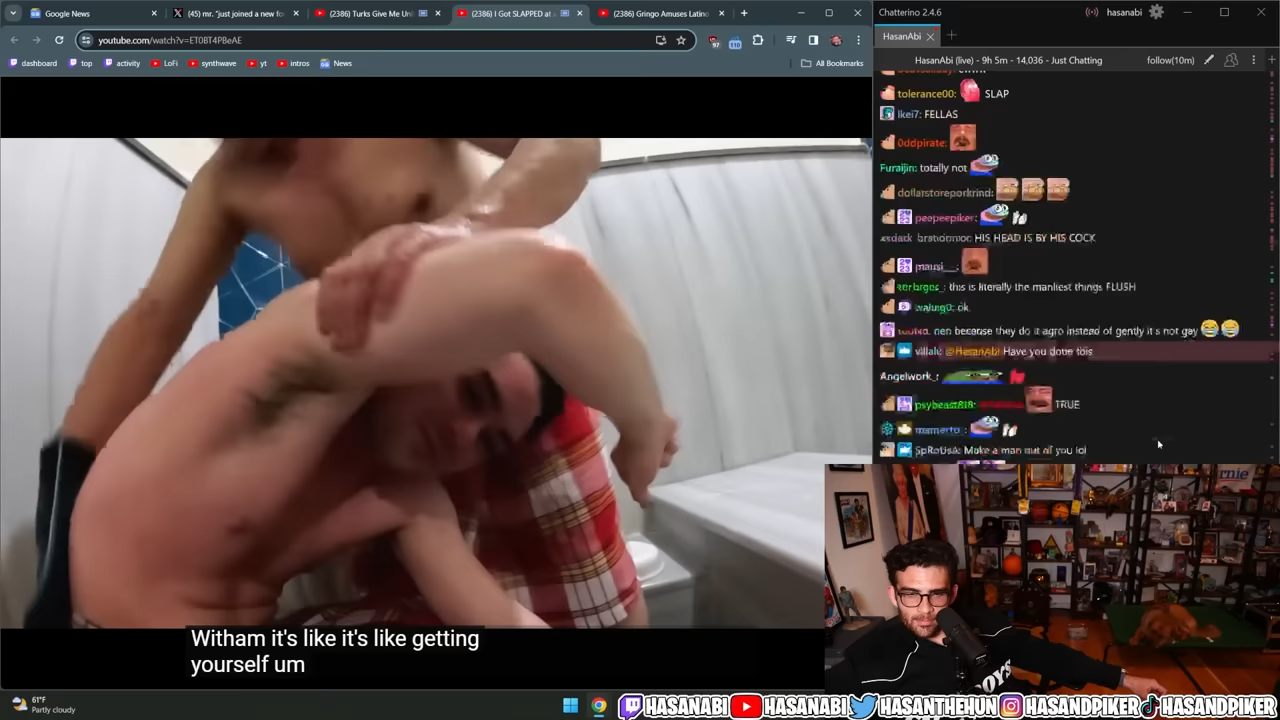 Google News
(45) mr. "just joined a new fo
(2386) Turks Give Me Un
(2386) I Got SLAPPED at
(2386) Gringo Amuses Latino
youtube.com/watch?v=ET0BT4PBeAE
97
110
dashboard
top
activity
LoFi
synthwave
yt
intros
News
All Bookmarks
Chatterino 2.4.6
hasanabi
HasanAbi
HasanAbi (live) - 9h 5m - 14,036 - Just Chatting
follow(10m)
tolerance00: SLAP
lkei7: FELLAS
0ddpirate:
Furaijin: totally not
dollarstoreporkrind:
peepeepiker:
HIS HEAD IS BY HIS COCK
this is literally the manliest things FLUSH
ok
because they do it agro instead of gently it's not gay
villale: @HasanAbi Have you done this
Angelwork_:
TRUE
Make a man out of you lol
Witham it's like it's like getting
yourself um
61°F
Partly cloudy
HASANABI
HASANABI
HASANTHEHUN
HASANDPIKER
HASANDPIKER